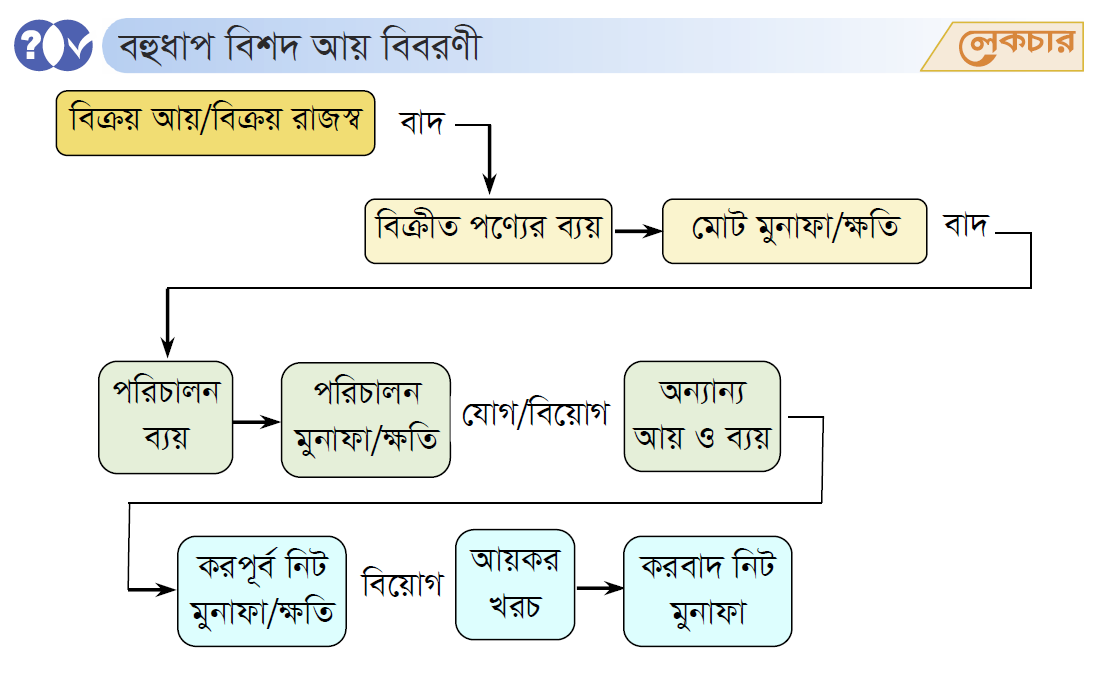 বহুধাপ বিশদ আয় বিবরণী
লেকচার
বিক্রয় আয়/বিক্রয় রাজস্ব
বাদ
বিক্রীত পণ্যের ব্যয়
মোট মুনাফা/ক্ষতি
বাদ
পরিচালন
ব্যয়
পরিচালন
মুনাফা/ক্ষতি
যোগ/বিয়োগ
অন্যান্য
আয় ও ব্যয়
করপূর্ব নিট
মুনাফা/ক্ষতি
বিয়োগ
আয়কর
খরচ
করবাদ নিট
মুনাফা